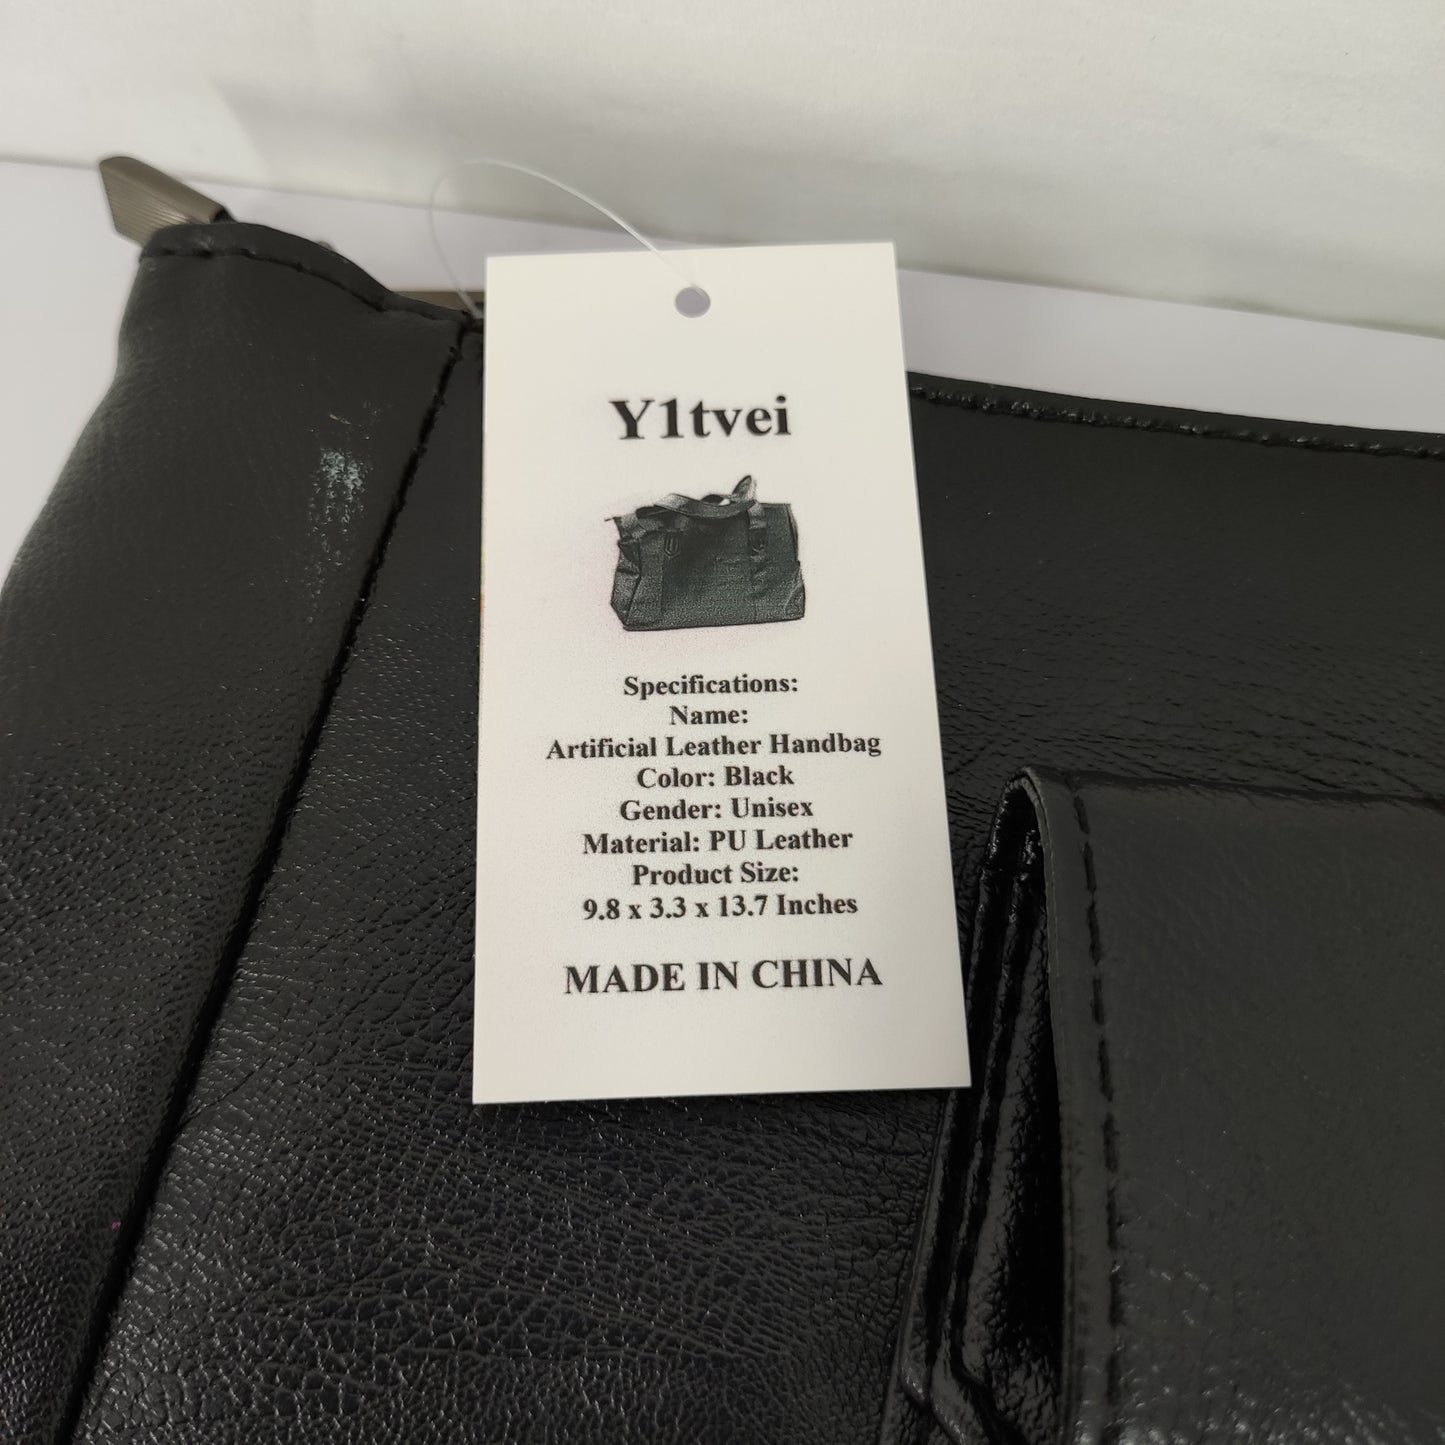 Y1tvei
Specifications:
Name:
Artificial Leather Handbag
Color: Black
Gender: Unisex
Material: PU Leather
Product Size:
9.8 x 3.3 x 13.7 Inches
MADE IN CHINA